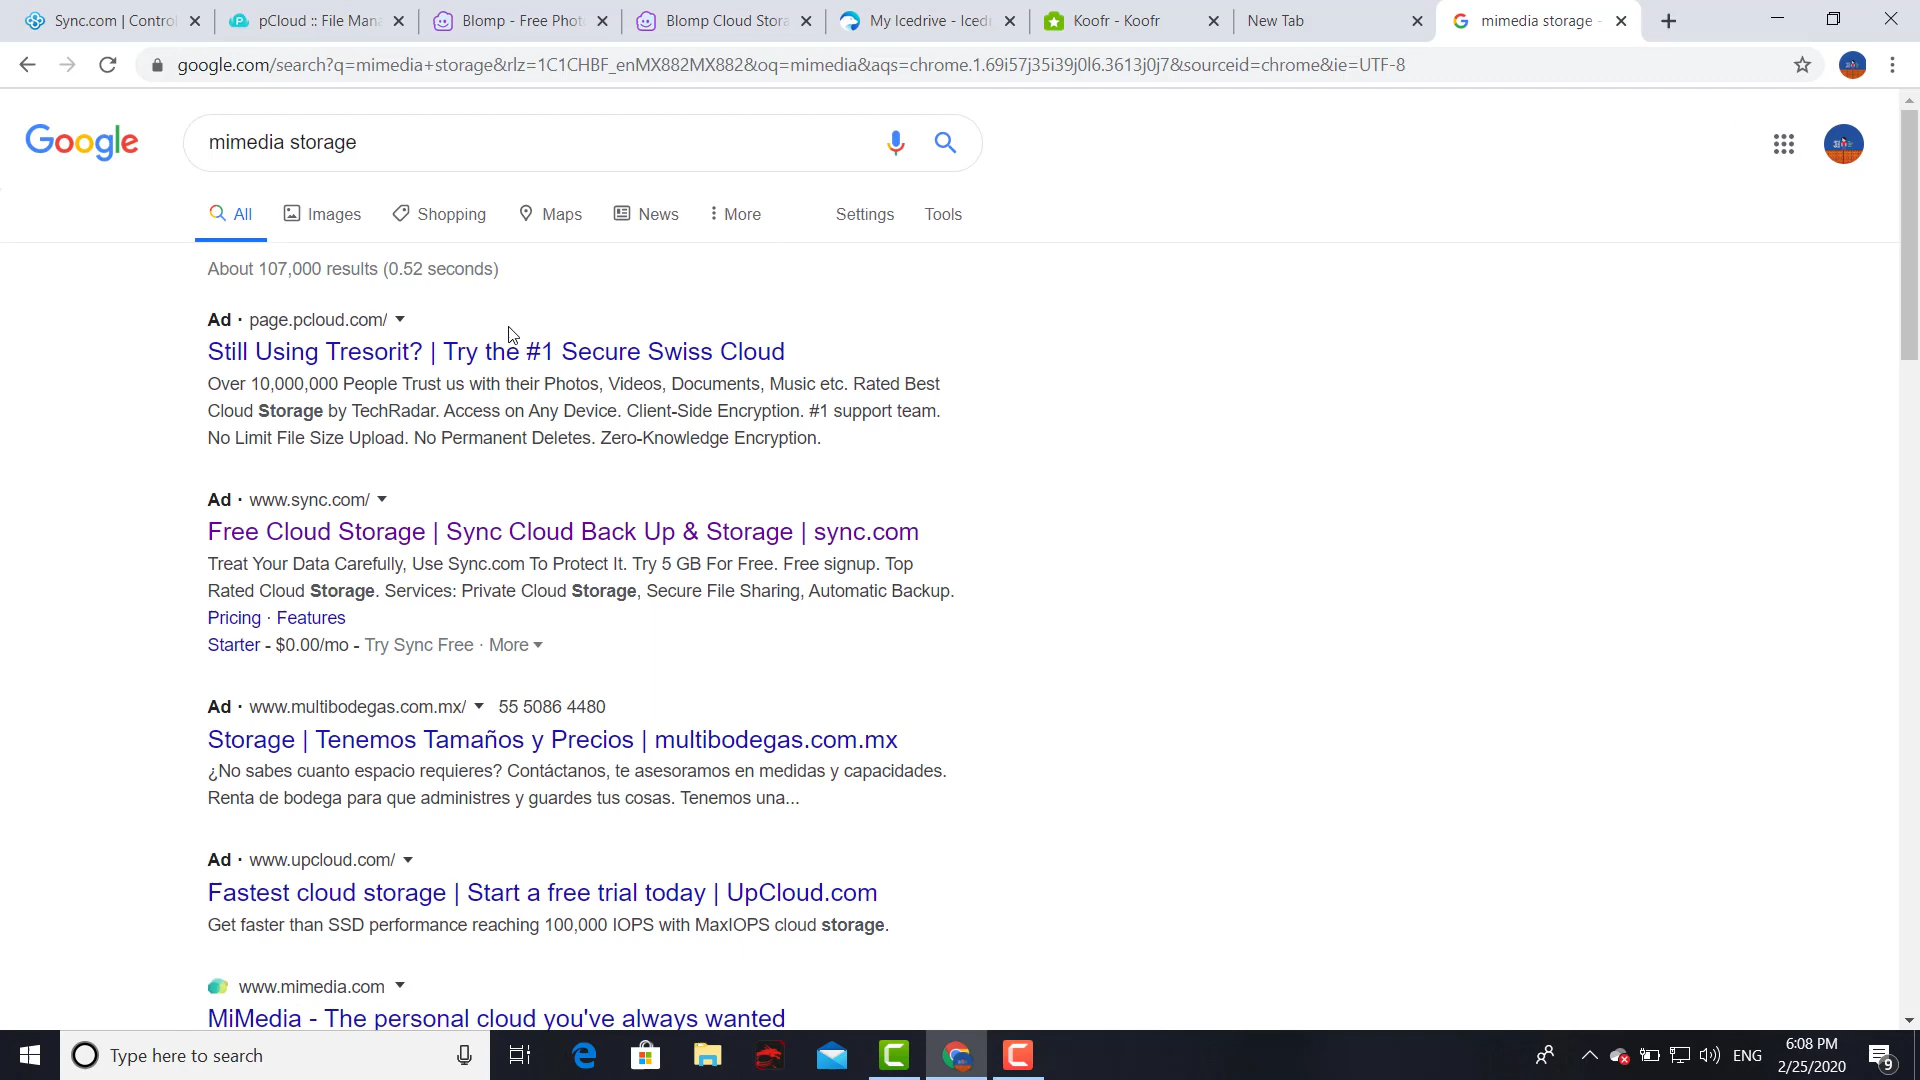 Sync.com | Control
pCloud :: File Mana
Blomp - Free Phot
Blomp Cloud Stora
My Icedrive - Icedr
Koofr - Koofr
New Tab
mimedia storage -
google.com/search?q=mimedia+storage&rlz=1C1CHBF_enMX882MX882&oq=mimedia&aqs=chrome.1.69i57j35i39j0l6.3613j0j7&sourceid=chrome&ie=UTF-8
Google
mimedia storage
All
Images
Shopping
Maps
News
More
Settings
Tools
About 107,000 results (0.52 seconds)
Ad · page.pcloud.com/
Still Using Tresorit? | Try the #1 Secure Swiss Cloud
Over 10,000,000 People Trust us with their Photos, Videos, Documents, Music etc. Rated Best
Cloud Storage by TechRadar. Access on Any Device. Client-Side Encryption. #1 support team.
No Limit File Size Upload. No Permanent Deletes. Zero-Knowledge Encryption.
Ad · www.sync.com/
Free Cloud Storage | Sync Cloud Back Up & Storage | sync.com
Treat Your Data Carefully, Use Sync.com To Protect It. Try 5 GB For Free. Free signup. Top
Rated Cloud Storage. Services: Private Cloud Storage, Secure File Sharing, Automatic Backup.
Pricing · Features
Starter - $0.00/mo - Try Sync Free · More
Ad · www.multibodegas.com.mx/ 55 5086 4480
Storage | Tenemos Tamaños y Precios | multibodegas.com.mx
¿No sabes cuanto espacio requieres? Contáctanos, te asesoramos en medidas y capacidades.
Renta de bodega para que administres y guardes tus cosas. Tenemos una...
Ad · www.upcloud.com/
Fastest cloud storage | Start a free trial today | UpCloud.com
Get faster than SSD performance reaching 100,000 IOPS with MaxIOPS cloud storage.
www.mimedia.com
MiMedia - The personal cloud you've always wanted
Type here to search
ENG
6:08 PM
2/25/2020
9